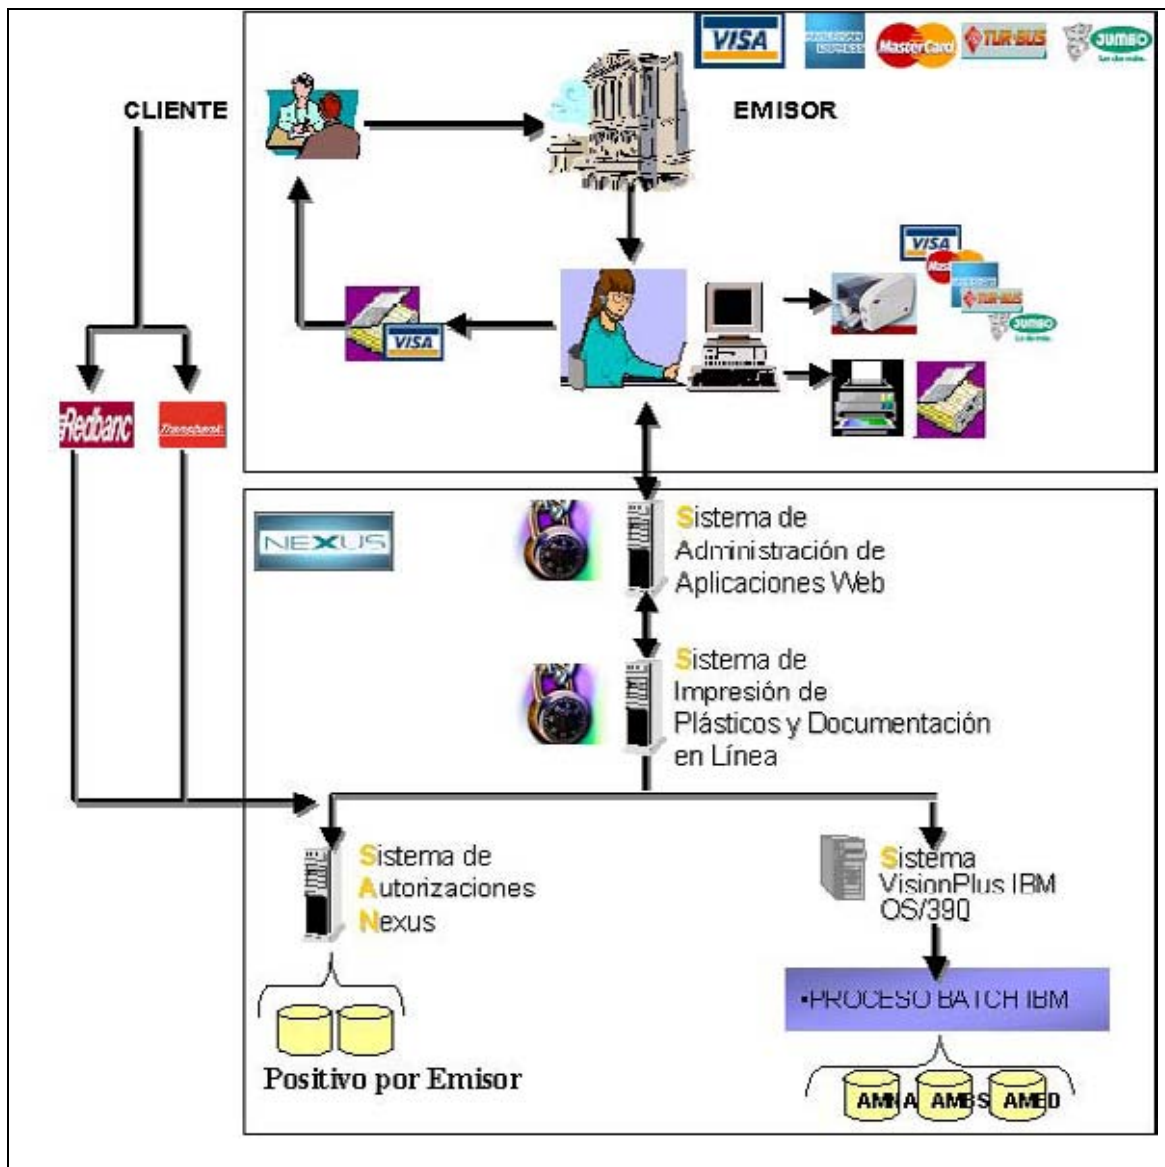 VISA
MasterCard
TUR-BUS
JUMBO
CLIENTE
EMISOR
VISA
TUR-BUS
JUMBO
VISA
Redbanc
Transbank
NEXUS
Sistema de
Administración de
Aplicaciones Web
Sistema de
Impresión de
Plásticos y Documentación
en Línea
Sistema de
Autorizaciones
Nexus
Sistema
VisionPlus IBM
OS/390
•PROCESO BATCH IBM
Positivo por Emisor
AMNA AMBS AMED